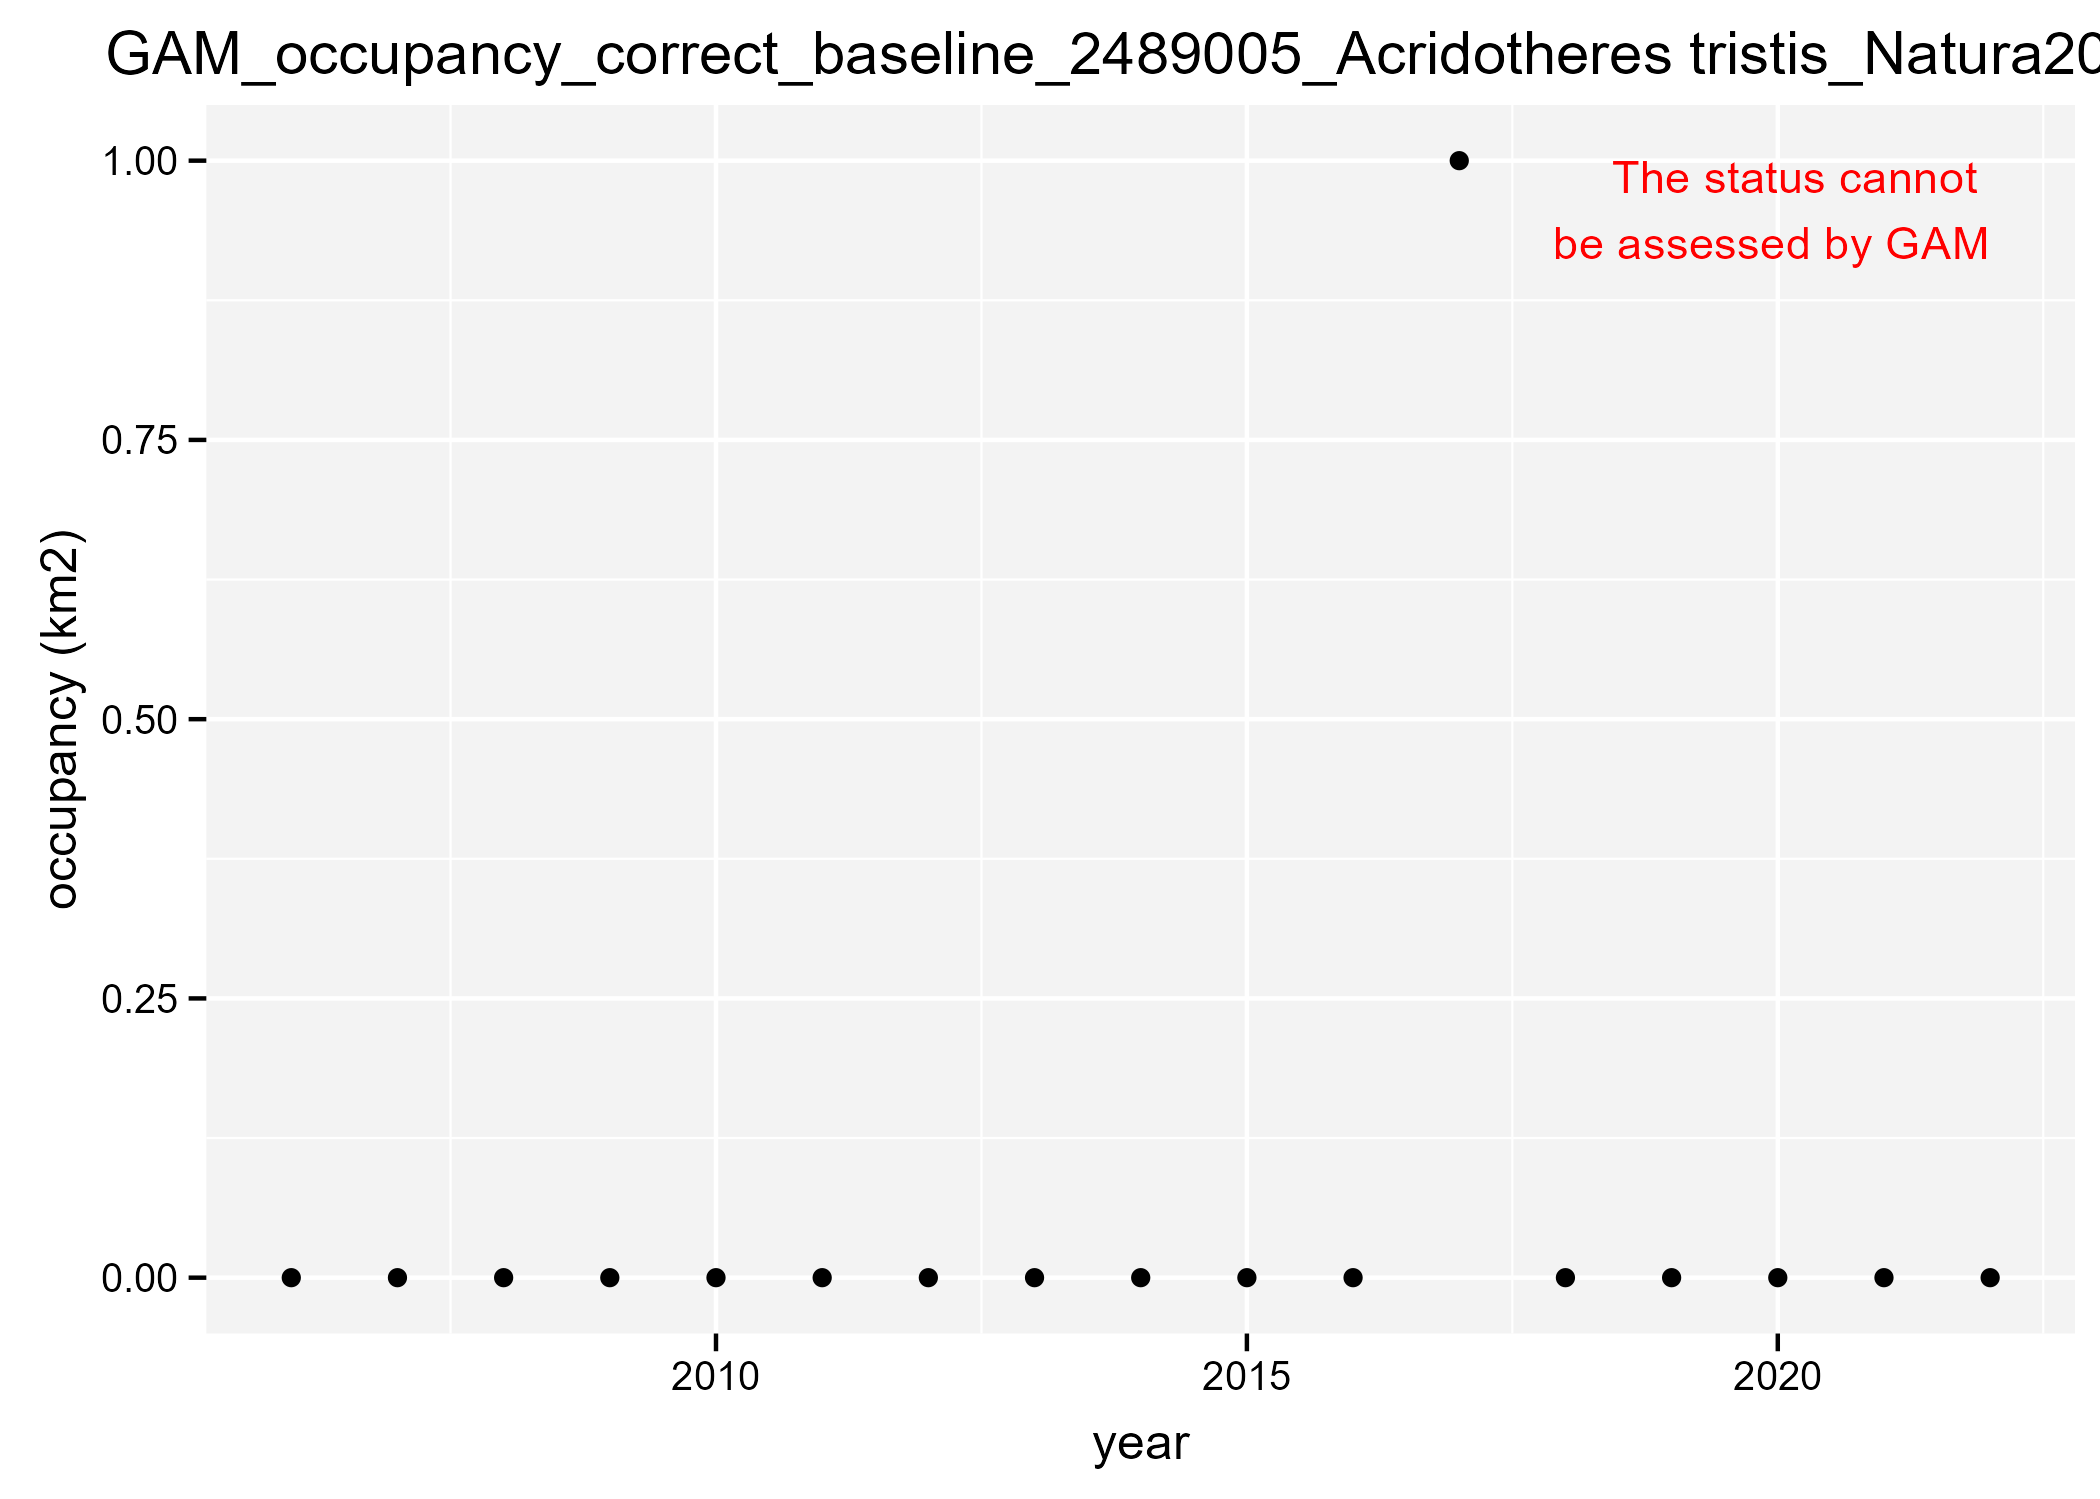 GAM_occupancy_correct_baseline_2489005_Acridotheres tristis_Natura20
The status cannot
be assessed by GAM
occupancy (km2)
1.00
0.75
0.50
0.25
0.00
2010 2015 2020
year